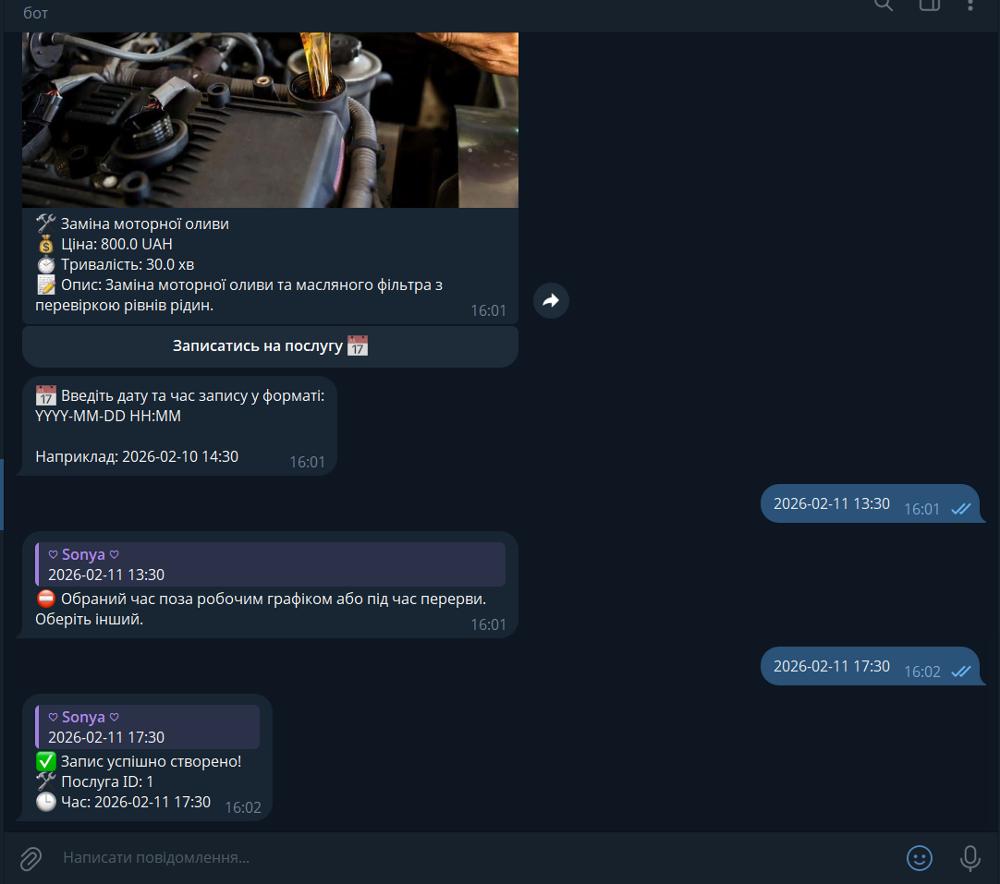 бот
🛠 Заміна моторної оливи
💰 Ціна: 800.0 UAH
⏱ Тривалість: 30.0 хв
📝 Опис: Заміна моторної оливи та масляного фільтра з
перевіркою рівнів рідин.
16:01
Записатись на послугу 📅
📅 Введіть дату та час запису у форматі:
YYYY-MM-DD HH:MM
Наприклад: 2026-02-10 14:30
16:01
2026-02-11 13:30
16:01
♡ Sonya ♡
2026-02-11 13:30
⛔ Обраний час поза робочим графіком або під час перерви.
Оберіть інший.
16:01
2026-02-11 17:30
16:02
♡ Sonya ♡
2026-02-11 17:30
✅ Запис успішно створено!
🛠 Послуга ID: 1
🕒 Час: 2026-02-11 17:30
16:02
Написати повідомлення...